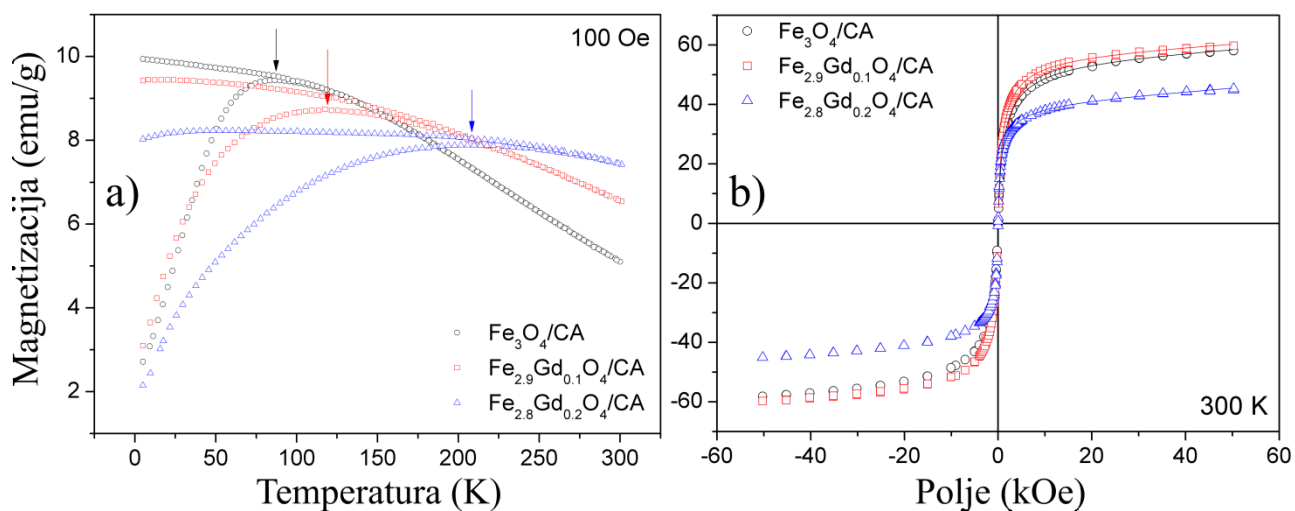 100 Oe
a)
Magnetizacija (emu/g)
10
8
6
4
2
Fe₃O₄/CA
Fe₂.₉Gd₀.₁O₄/CA
Fe₂.₈Gd₀.₂O₄/CA
0 50 100 150 200 250 300
Temperatura (K)
Fe₃O₄/CA
Fe₂.₉Gd₀.₁O₄/CA
Fe₂.₈Gd₀.₂O₄/CA
b)
60
40
20
0
-20
-40
-60
300 K
-60 -40 -20 0 20 40 60
Polje (kOe)